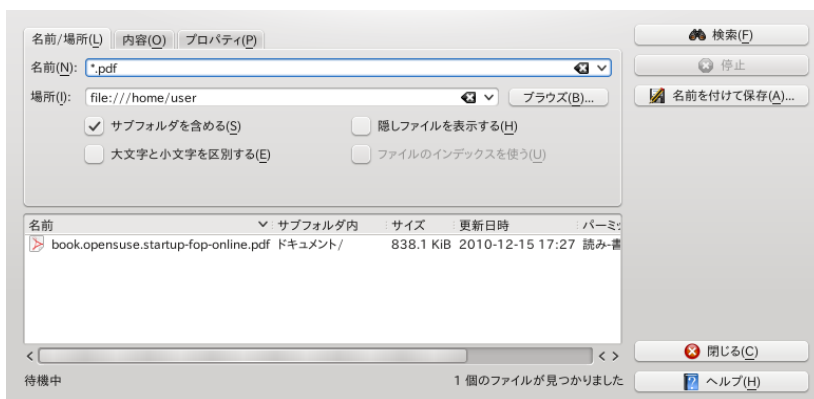 名前/場所(L) 内容(O) プロパティ(P)
検索(F)
名前(N): *.pdf
停止
場所(I): file:///home/user ブラウズ(B)...
名前を付けて保存(A)...
サブフォルダを含める(S) 隠しファイルを表示する(H)
大文字と小文字を区別する(E) ファイルのインデックスを使う(U)
名前 サブフォルダ内 サイズ 更新日時 パーミ
book.opensuse.startup-fop-online.pdf ドキュメント/ 838.1 KiB 2010-12-15 17:27 読み-書
閉じる(C)
待機中 1 個のファイルが見つかりました
ヘルプ(H)